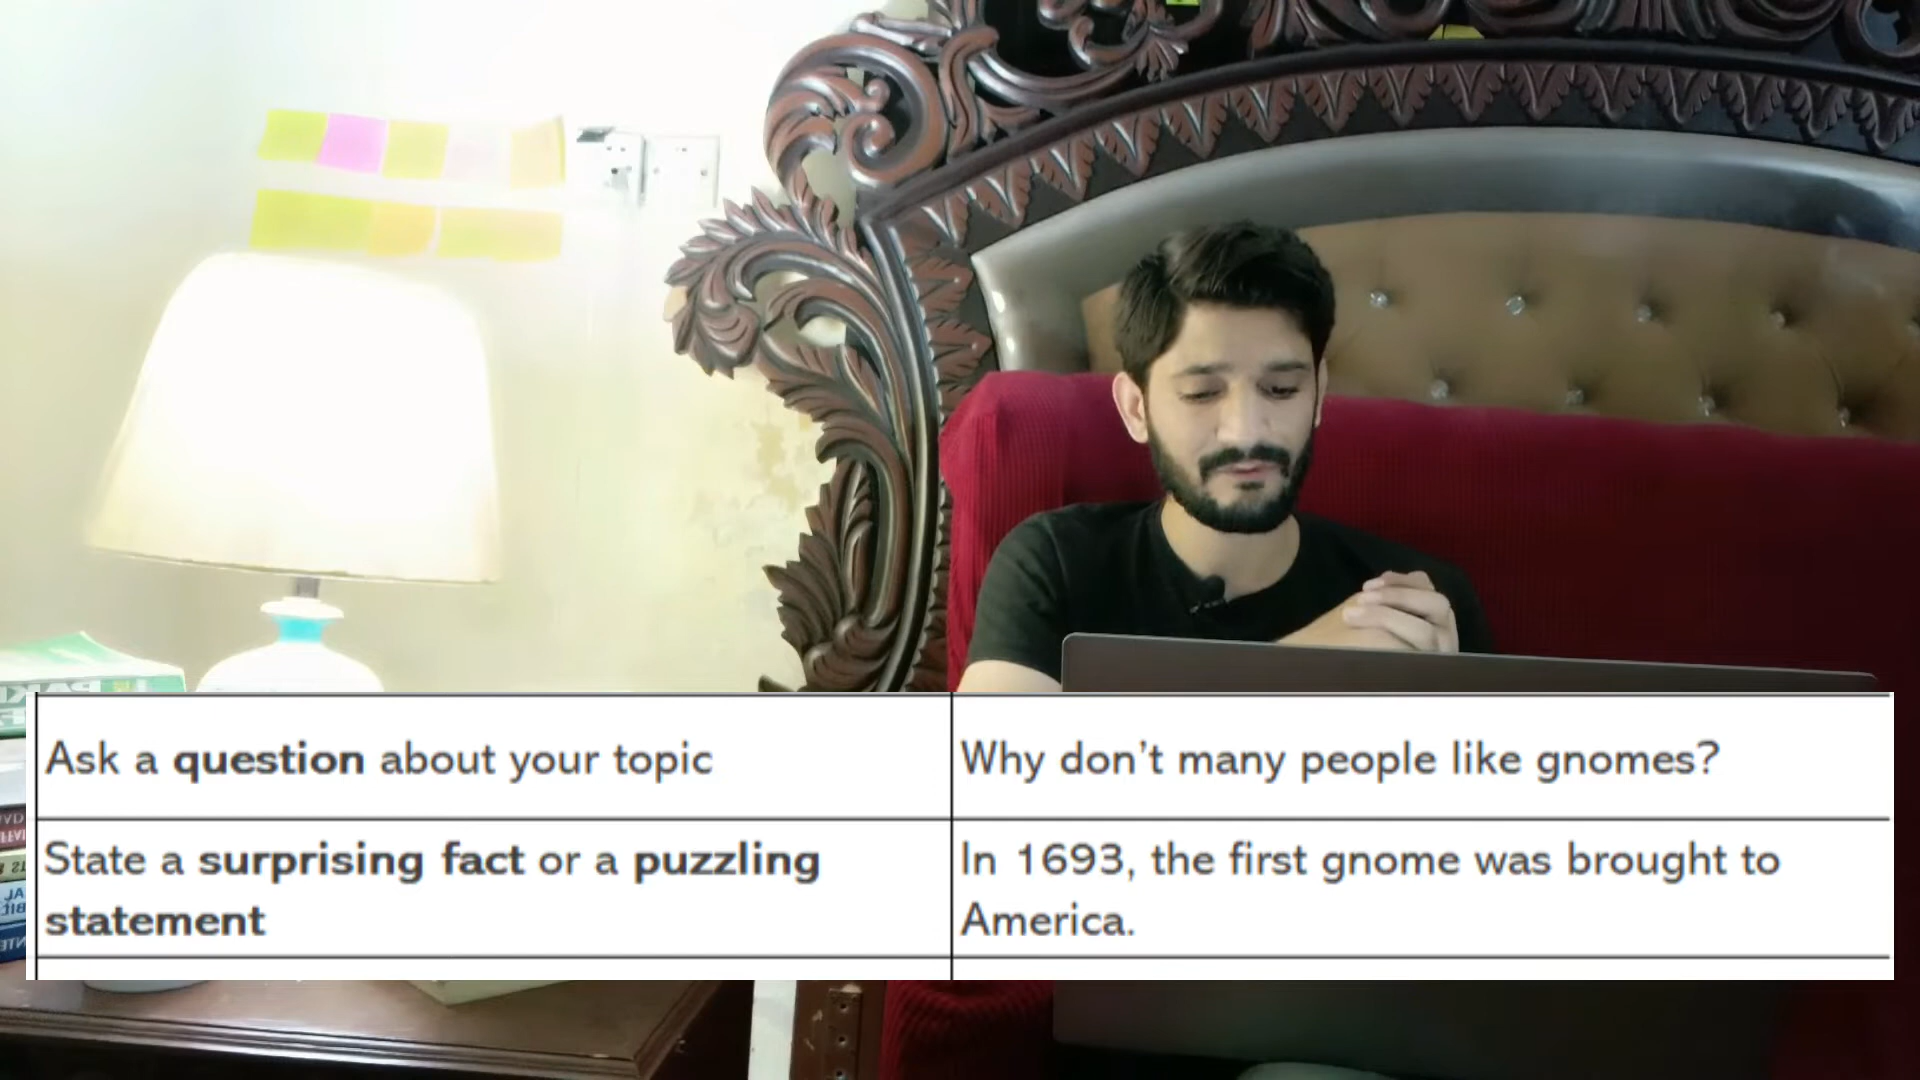 Ask a question about your topic
Why don't many people like gnomes?
State a surprising fact or a puzzling
statement
In 1693, the first gnome was brought to
America.